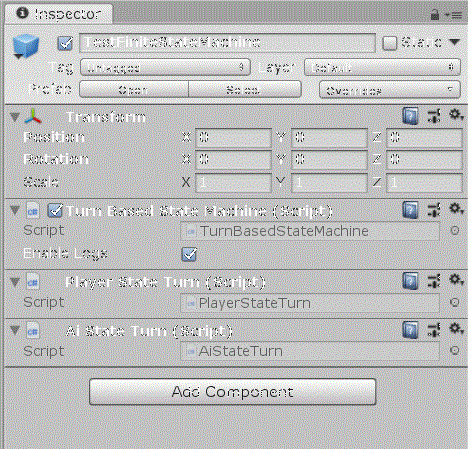 Inspector
TestFiniteStateMachine Static
Tag Untagged Layer Default
Prefab Open Select Overrides
Transform
Position X 0 Y 0 Z 0
Rotation X 0 Y 0 Z 0
Scale X 1 Y 1 Z 1
Turn Based State Machine (Script)
Script TurnBasedStateMachine
Enable Logs
Player State Turn (Script)
Script PlayerStateTurn
Ai State Turn (Script)
Script AiStateTurn
Add Component